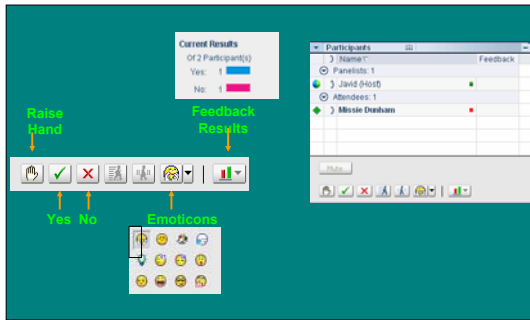 Current Results
Of 2 Participant(s)
Yes: 1
No: 1
Raise
Hand
Feedback
Results
Yes No
Emoticons
Participants
Name
Feedback
Panelists: 1
Javid (Host)
Attendees: 1
Missie Dunham
Mute